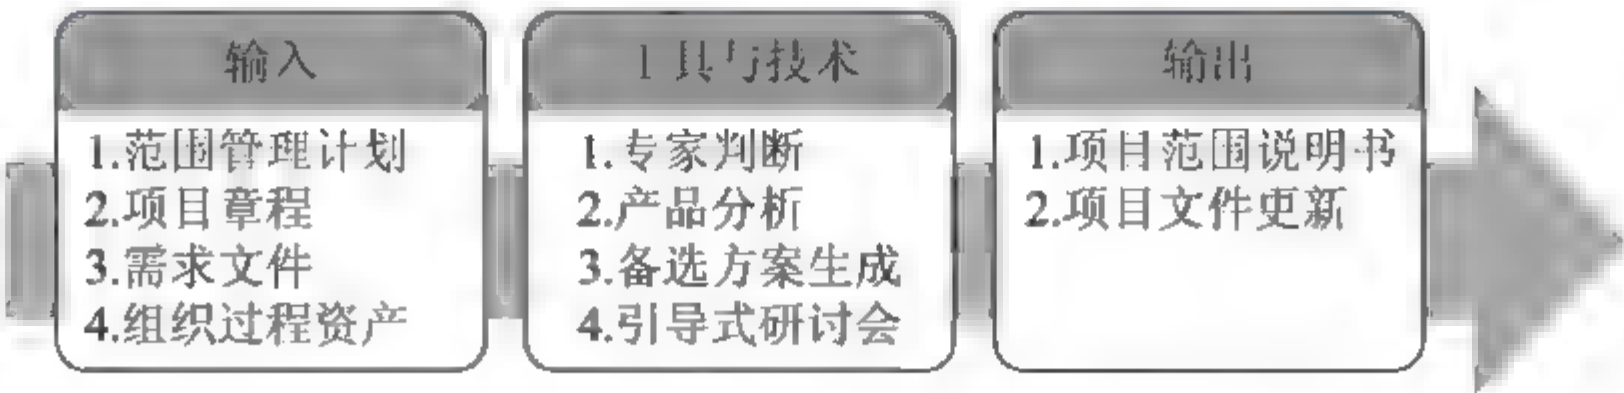 输入
1.范围管理计划
2.项目章程
3.需求文件
4.组织过程资产
工具与技术
1.专家判断
2.产品分析
3.备选方案生成
4.引导式研讨会
输出
1.项目范围说明书
2.项目文件更新